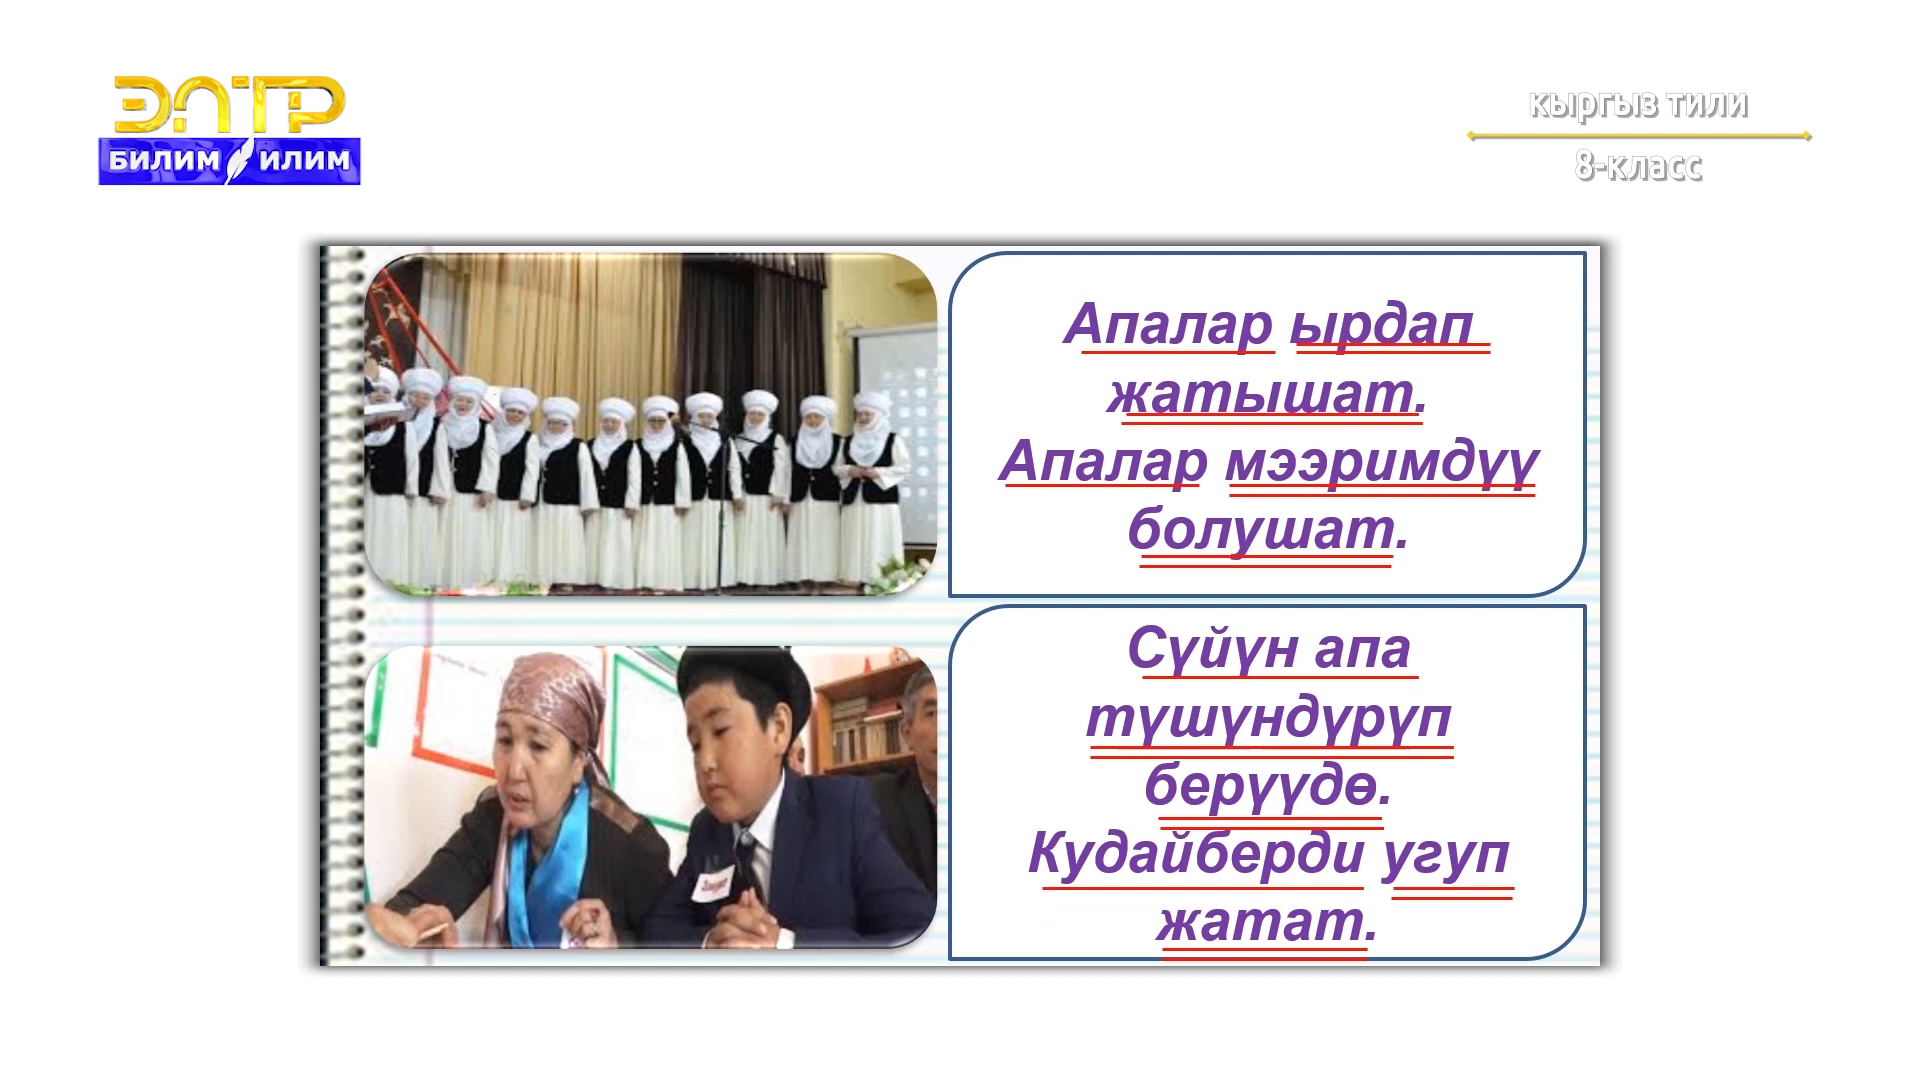 ЭЛТР
БИЛИМ ИЛИМ
кыргыз тили
8-класс
Апалар ырдап
жатышат.
Апалар мээримдүү
болушат.
Сүйүн апа
түшүндүрүп
берүүдө.
Кудайберди угуп
жатат.